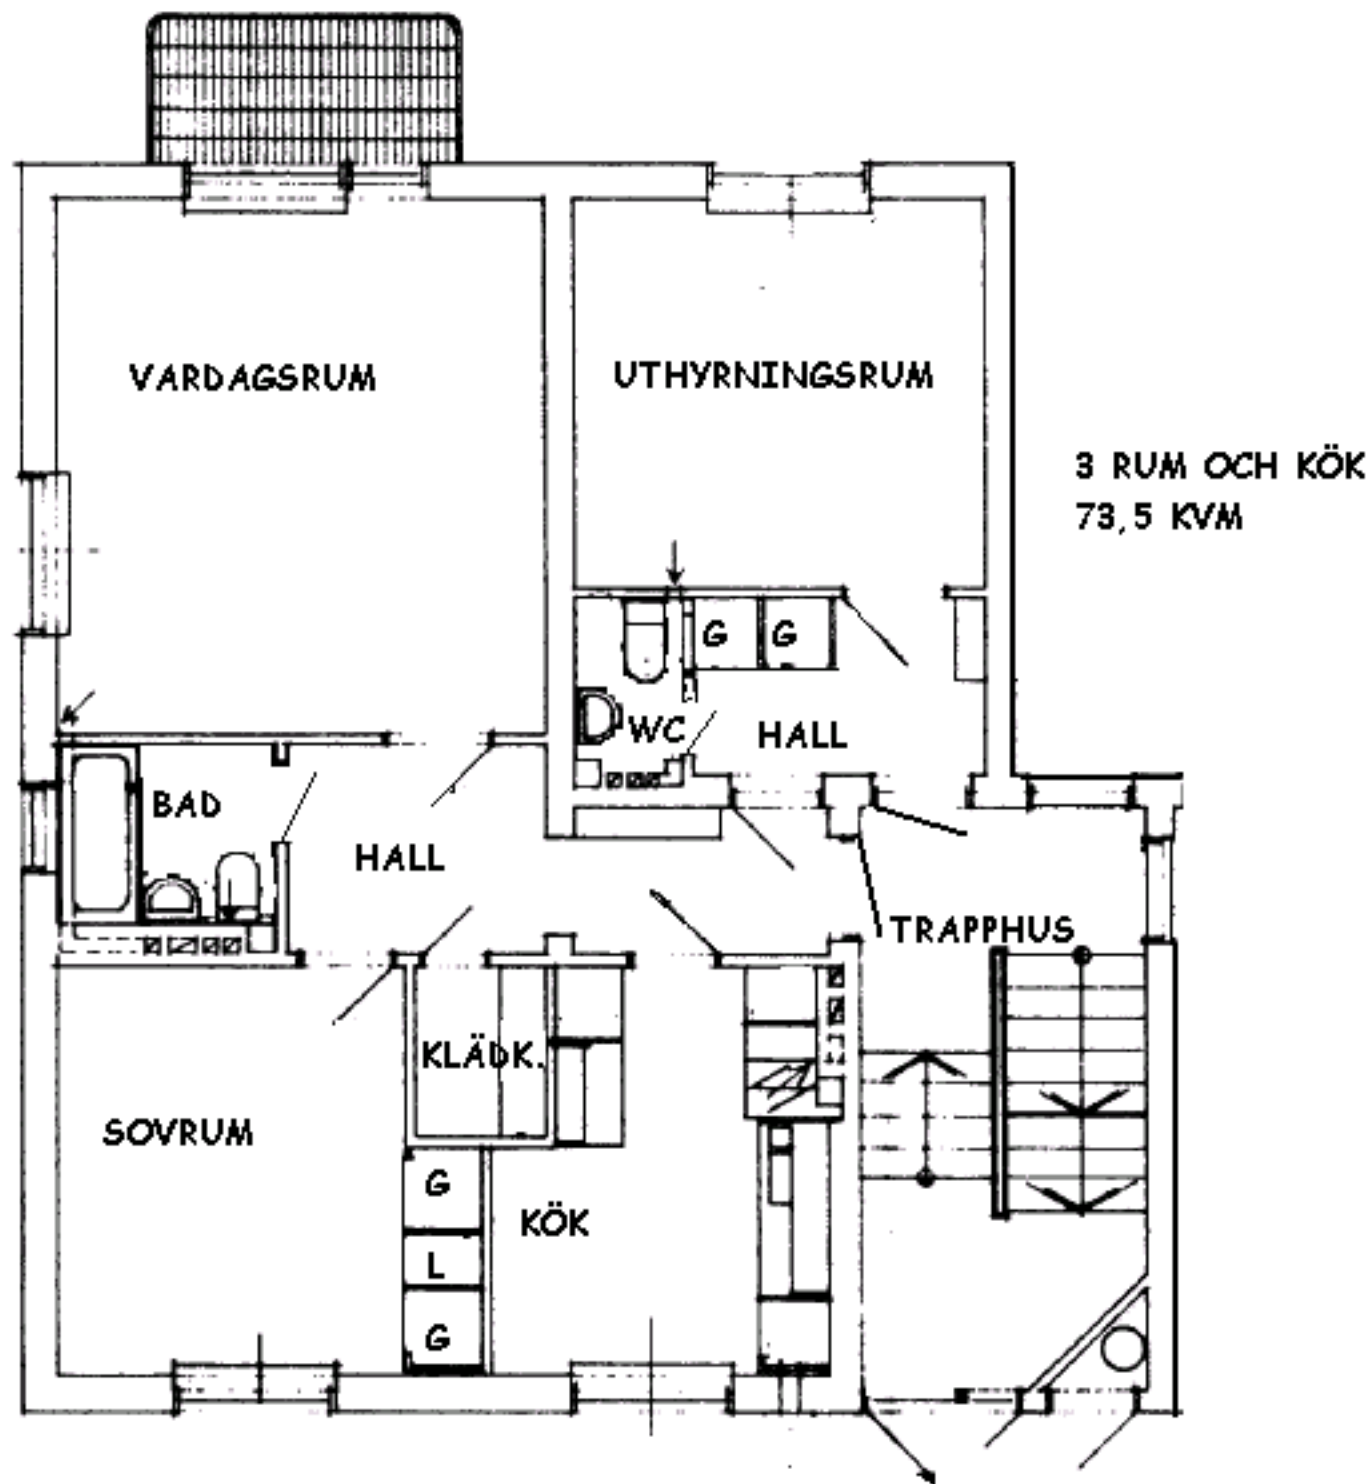 VARDAGSRUM
UTHYRNINGSRUM
3 RUM OCH KÖK
73,5 KVM
G
G
WC
HALL
BAD
HALL
TRAPPHUS
KLÄDK.
SOVRUM
G
KÖK
L
G